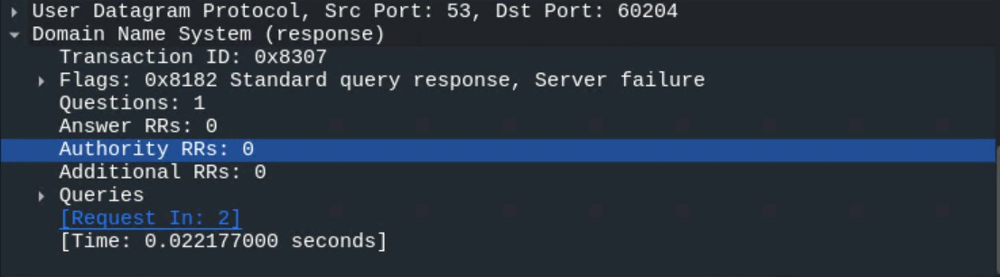 User Datagram Protocol, Src Port: 53, Dst Port: 60204
Domain Name System (response)
Transaction ID: 0x8307
Flags: 0x8182 Standard query response, Server failure
Questions: 1
Answer RRs: 0
Authority RRs: 0
Additional RRs: 0
Queries
[Request In: 2]
[Time: 0.022177000 seconds]